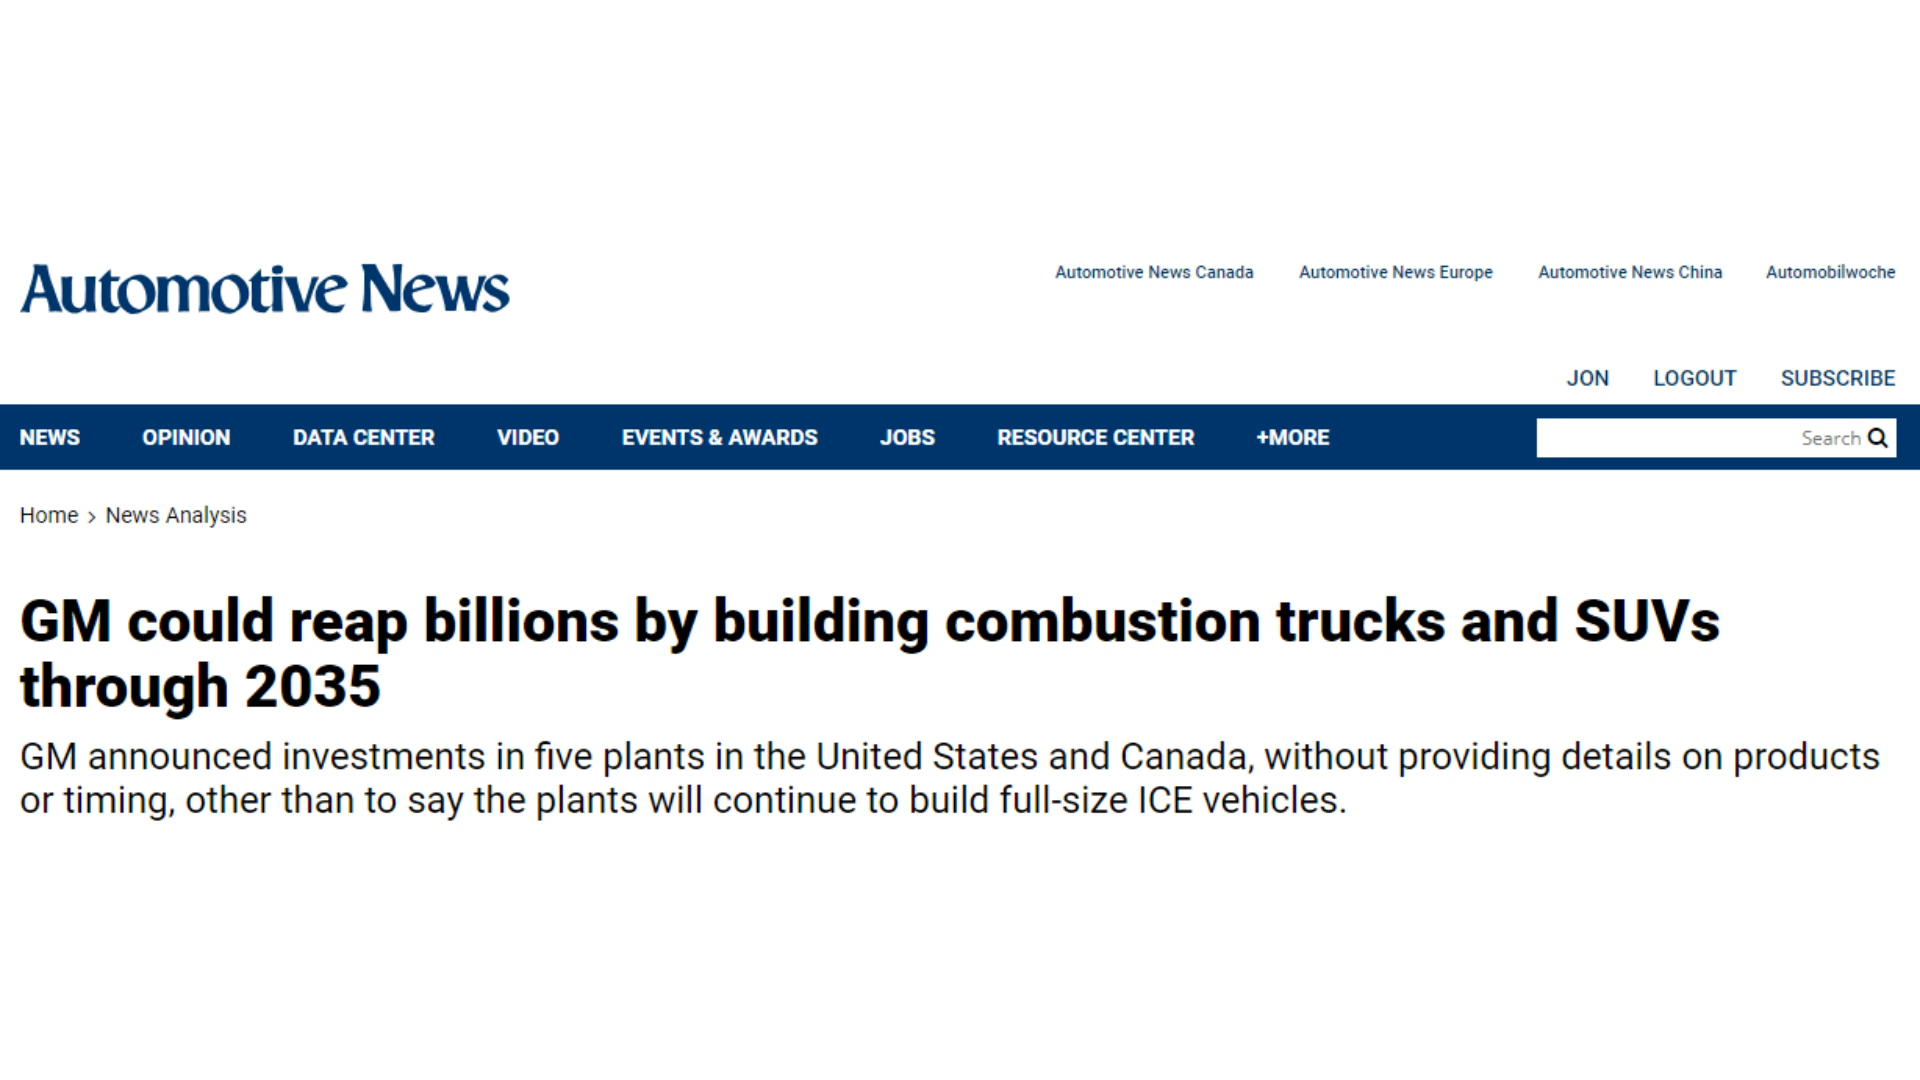 Automotive News
Automotive News Canada Automotive News Europe Automotive News China Automobilwoche
JON LOGOUT SUBSCRIBE
NEWS OPINION DATA CENTER VIDEO EVENTS & AWARDS JOBS RESOURCE CENTER +MORE Search
Home > News Analysis
GM could reap billions by building combustion trucks and SUVs
through 2035
GM announced investments in five plants in the United States and Canada, without providing details on products
or timing, other than to say the plants will continue to build full-size ICE vehicles.